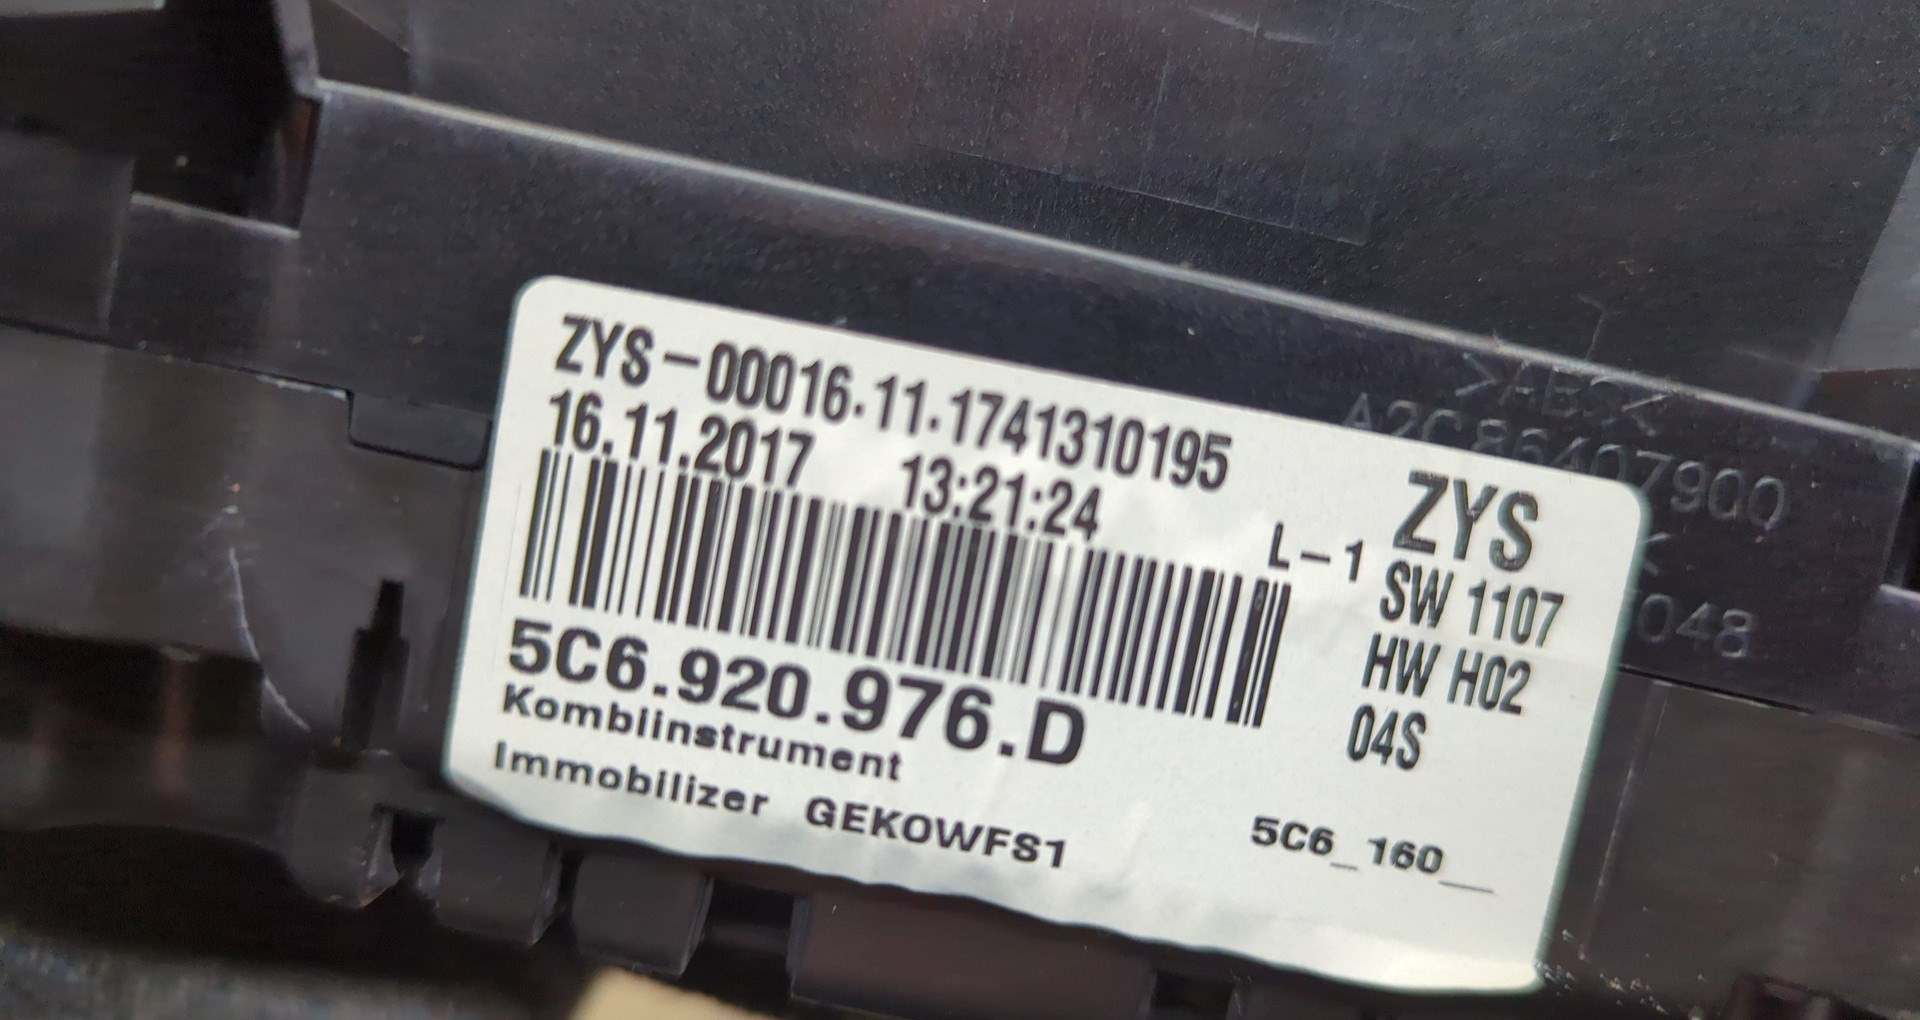 ZYS-00016.11.1741310195
16.11.2017 13:21:24
L-1
ZYS
SW 1107
HW H02
04S
5C6.920.976.D
Kombiinstrument
Immobilizer GEKOWFS1
5C6_160__
>ABS<
A2C86407900
048